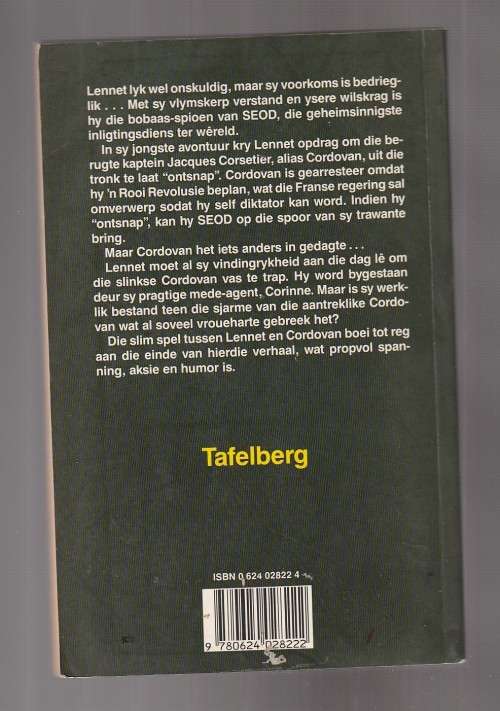 Lennet lyk wel onskuldig, maar sy voorkoms is bedrieg-
lik . . . Met sy vlymskerp verstand en ysere wilskrag is
hy die bobaas-spioen van SEOD, die geheimsinnigste
inligtingsdiens ter wêreld.
In sy jongste avontuur kry Lennet opdrag om die be-
rugte kaptein Jacques Corsetier, alias Cordovan, uit die
tronk te laat “ontsnap”. Cordovan is gearresteer omdat
hy 'n Rooi Revolusie beplan, wat die Franse regering sal
omverwerp sodat hy self diktator kan word. Indien hy
“ontsnap”, kan hy SEOD op die spoor van sy trawante
bring.
Maar Cordovan het iets anders in gedagte . . .
Lennet moet al sy vindingrykheid aan die dag lê om
die slinkse Cordovan vas te trap. Hy word bygestaan
deur sy pragtige mede-agent, Corinne. Maar is sy werk-
lik bestand teen die sjarme van die aantreklike Cordo-
van wat al soveel vroueharte gebreek het?
Die slim spel tussen Lennet en Cordovan boei tot reg
aan die einde van hierdie verhaal, wat propvol span-
ning, aksie en humor is.
Tafelberg
ISBN 0 624 02822 4
9 780624 028222